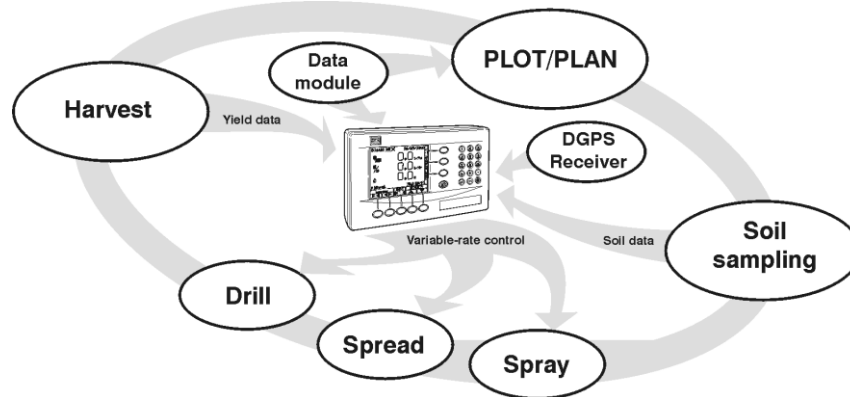 PLOT/PLAN
Data
module
Harvest
Yield data
DGPS
Receiver
Variable-rate control
Soil data
Soil
sampling
Drill
Spread
Spray